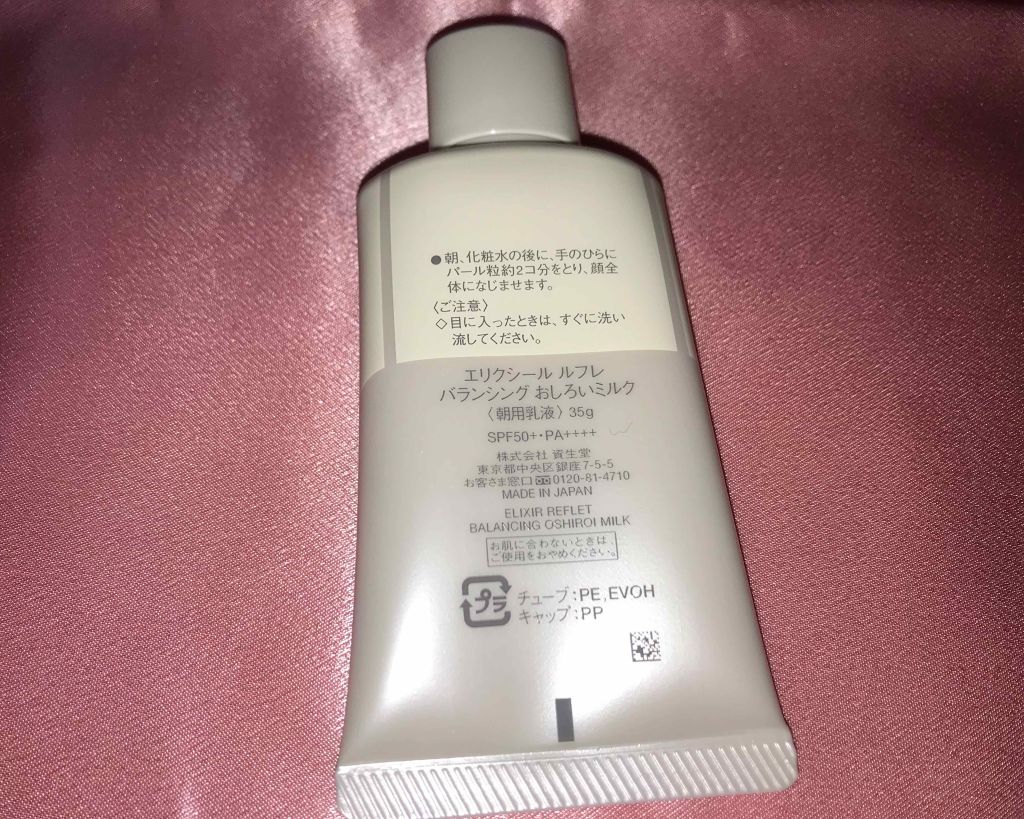 ●朝、化粧水の後に、手のひらに
パール粒約2コ分をとり、顔全
体になじませます。
〈ご注意〉
◇目に入ったときは、すぐに洗い
流してください。
エリクシール ルフレ
バランシング おしろいミルク
〈朝用乳液〉 35g
SPF50+・PA++++
株式会社 資生堂
東京都中央区銀座7-5-5
お客さま窓口 0120-81-4710
MADE IN JAPAN
ELIXIR REFLET
BALANCING OSHIROI MILK
お肌に合わないときは、
ご使用をおやめください。
プラ
チューブ:PE,EVOH
キャップ:PP